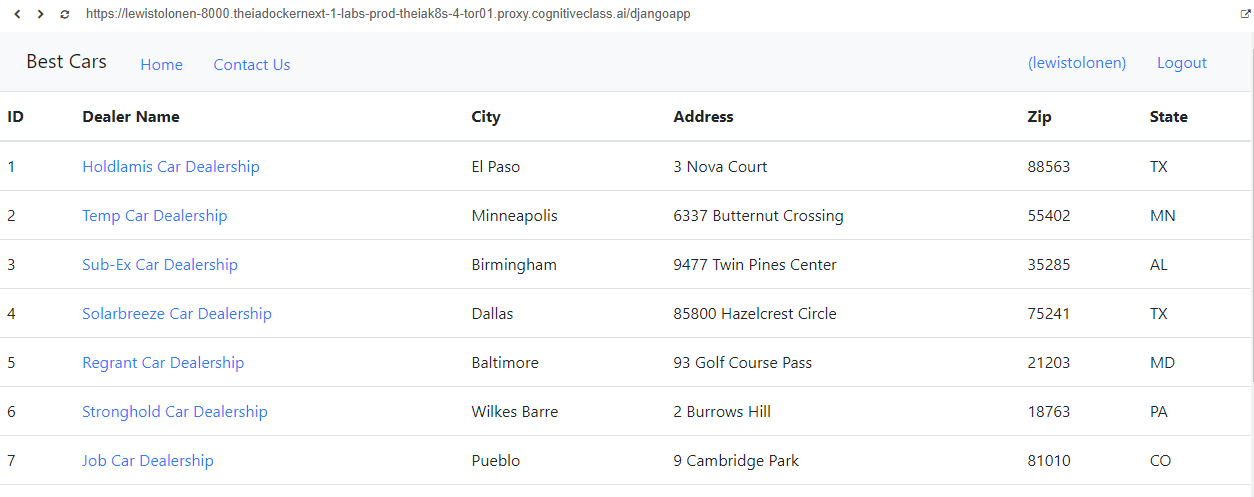 https://lewistolonen-8000.theiadockernext-1-labs-prod-theiak8s-4-tor01.proxy.cognitiveclass.ai/djangoapp
Best Cars Home Contact Us (lewistolonen) Logout
ID Dealer Name City Address Zip State
1 Holdlamis Car Dealership El Paso 3 Nova Court 88563 TX
2 Temp Car Dealership Minneapolis 6337 Butternut Crossing 55402 MN
3 Sub-Ex Car Dealership Birmingham 9477 Twin Pines Center 35285 AL
4 Solarbreeze Car Dealership Dallas 85800 Hazelcrest Circle 75241 TX
5 Regrant Car Dealership Baltimore 93 Golf Course Pass 21203 MD
6 Stronghold Car Dealership Wilkes Barre 2 Burrows Hill 18763 PA
7 Job Car Dealership Pueblo 9 Cambridge Park 81010 CO